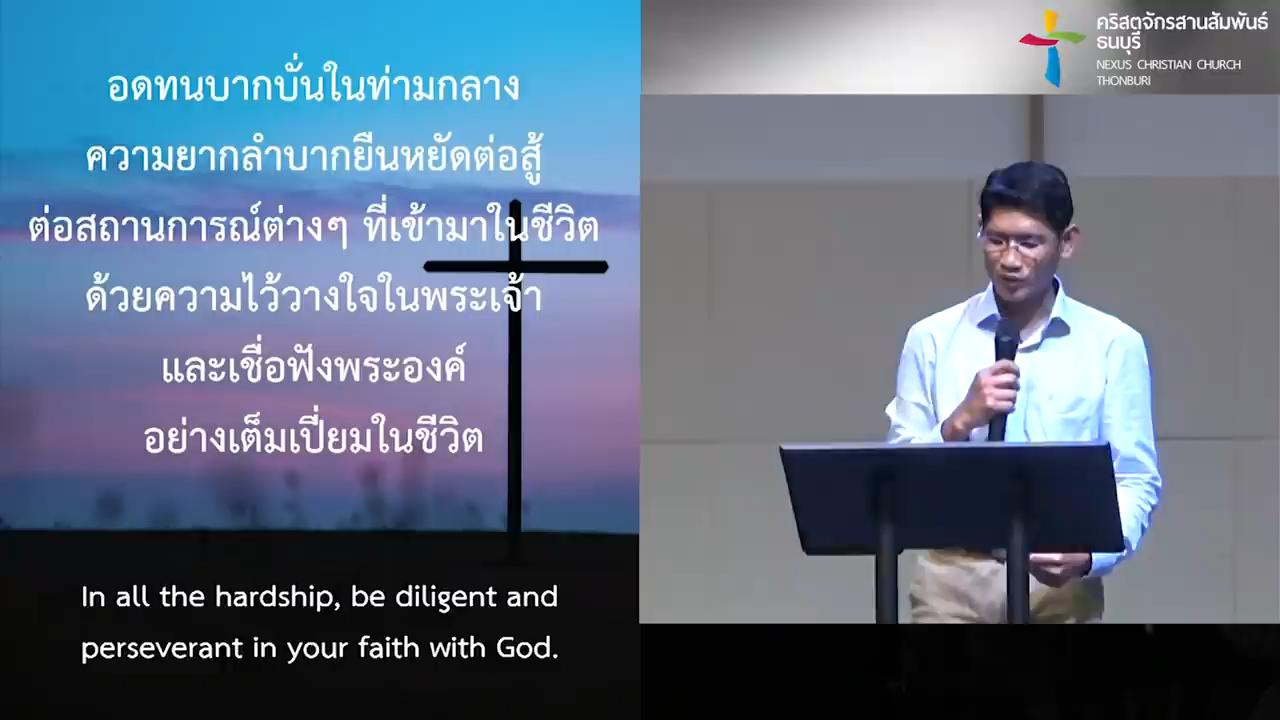 อดทนบากบั่นในท่ามกลาง
ความยากลำบากยืนหยัดต่อสู้
ต่อสถานการณ์ต่างๆ ที่เข้ามาในชีวิต
ด้วยความไว้วางใจในพระเจ้า
และเชื่อฟังพระองค์
อย่างเต็มเปี่ยมในชีวิต
In all the hardship, be diligent and
perseverant in your faith with God.
คริสตจักรสานสัมพันธ์
ธนบุรี
NEXUS CHRISTIAN CHURCH
THONBURI